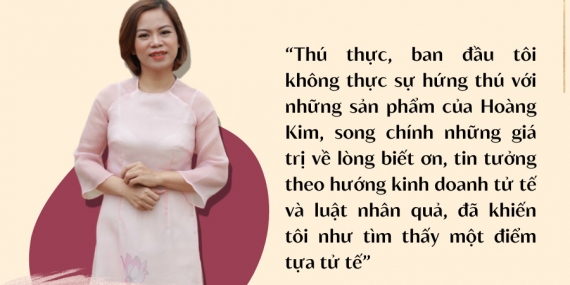 “Thú thực, ban đầu tôi
không thực sự hứng thú với
những sản phẩm của Hoàng
Kim, song chính những giá
trị về lòng biết ơn, tin tưởng
theo hướng kinh doanh tử tế
và luật nhân quả, đã khiến
tôi như tìm thấy một điểm
tựa tử tế”